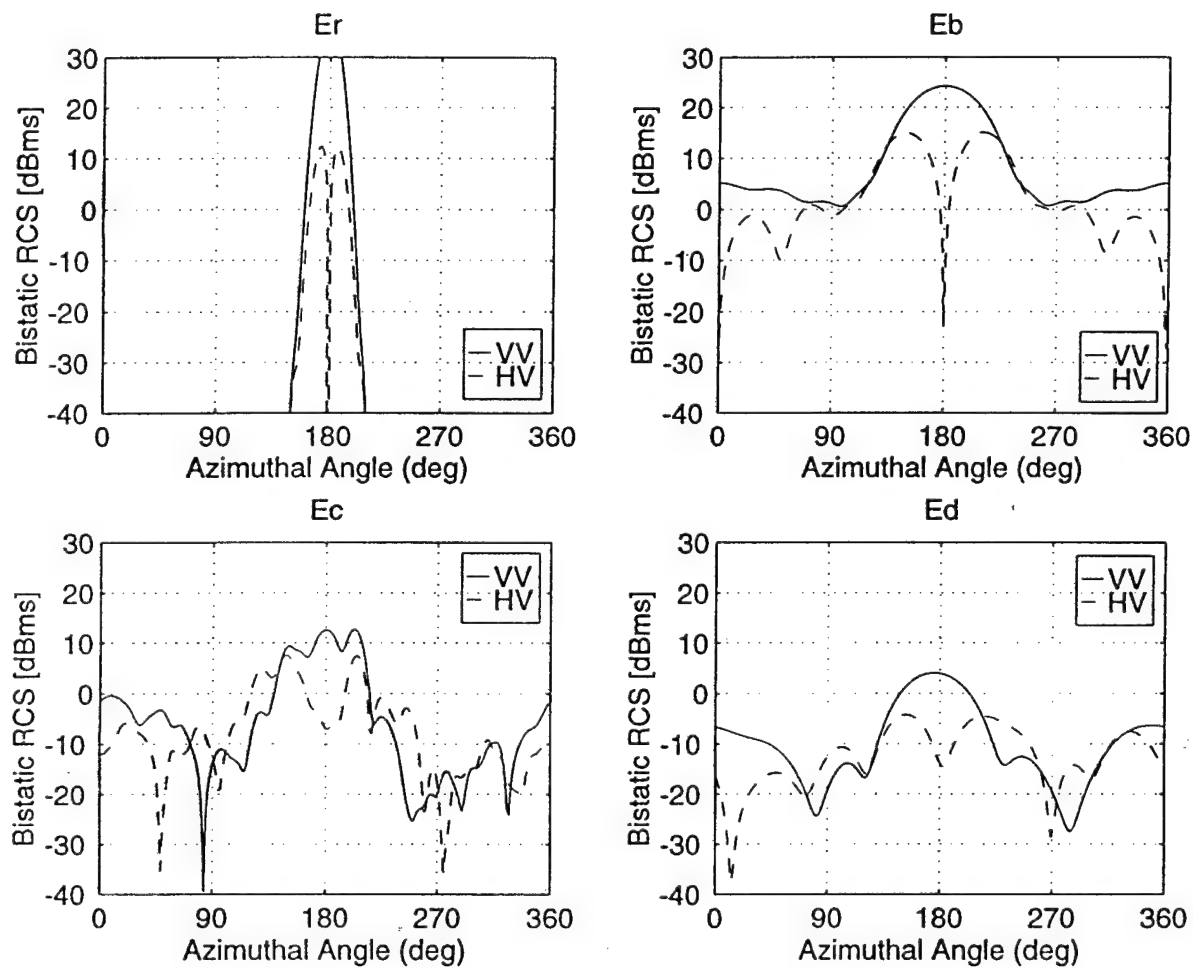 Er
30
20
10
0
-10
-20
-30
-40
Bistatic RCS [dBms]
VV
HV
0 90 180 270 360
Azimuthal Angle (deg)
Eb
30
20
10
0
-10
-20
-30
-40
Bistatic RCS [dBms]
VV
HV
0 90 180 270 360
Azimuthal Angle (deg)
Ec
30
20
10
0
-10
-20
-30
-40
Bistatic RCS [dBms]
VV
HV
0 90 180 270 360
Azimuthal Angle (deg)
Ed
30
20
10
0
-10
-20
-30
-40
Bistatic RCS [dBms]
VV
HV
0 90 180 270 360
Azimuthal Angle (deg)